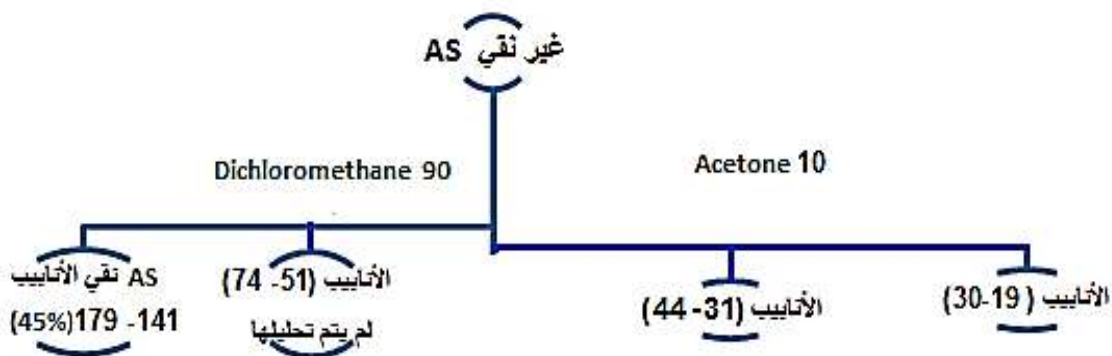 غير نقي AS
Dichloromethane 90
Acetone 10
AS نقي الأنابيب
141- 179(45%)
الأنابيب (51- 74)
لم يتم تحليلها
الأنابيب (31- 44)
الأنابيب (19-30)